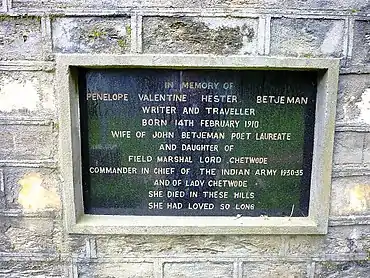 IN MEMORY OF
PENELOPE VALENTINE HESTER BETJEMAN
WRITER AND TRAVELLER
BORN 14TH FEBRUARY 1910
WIFE OF JOHN BETJEMAN POET LAUREATE
AND DAUGHTER OF
FIELD MARSHAL LORD CHETWODE
COMMANDER IN CHIEF OF THE INDIAN ARMY 1930-35
AND OF LADY CHETWODE
SHE DIED IN THESE HILLS
SHE HAD LOVED SO LONG